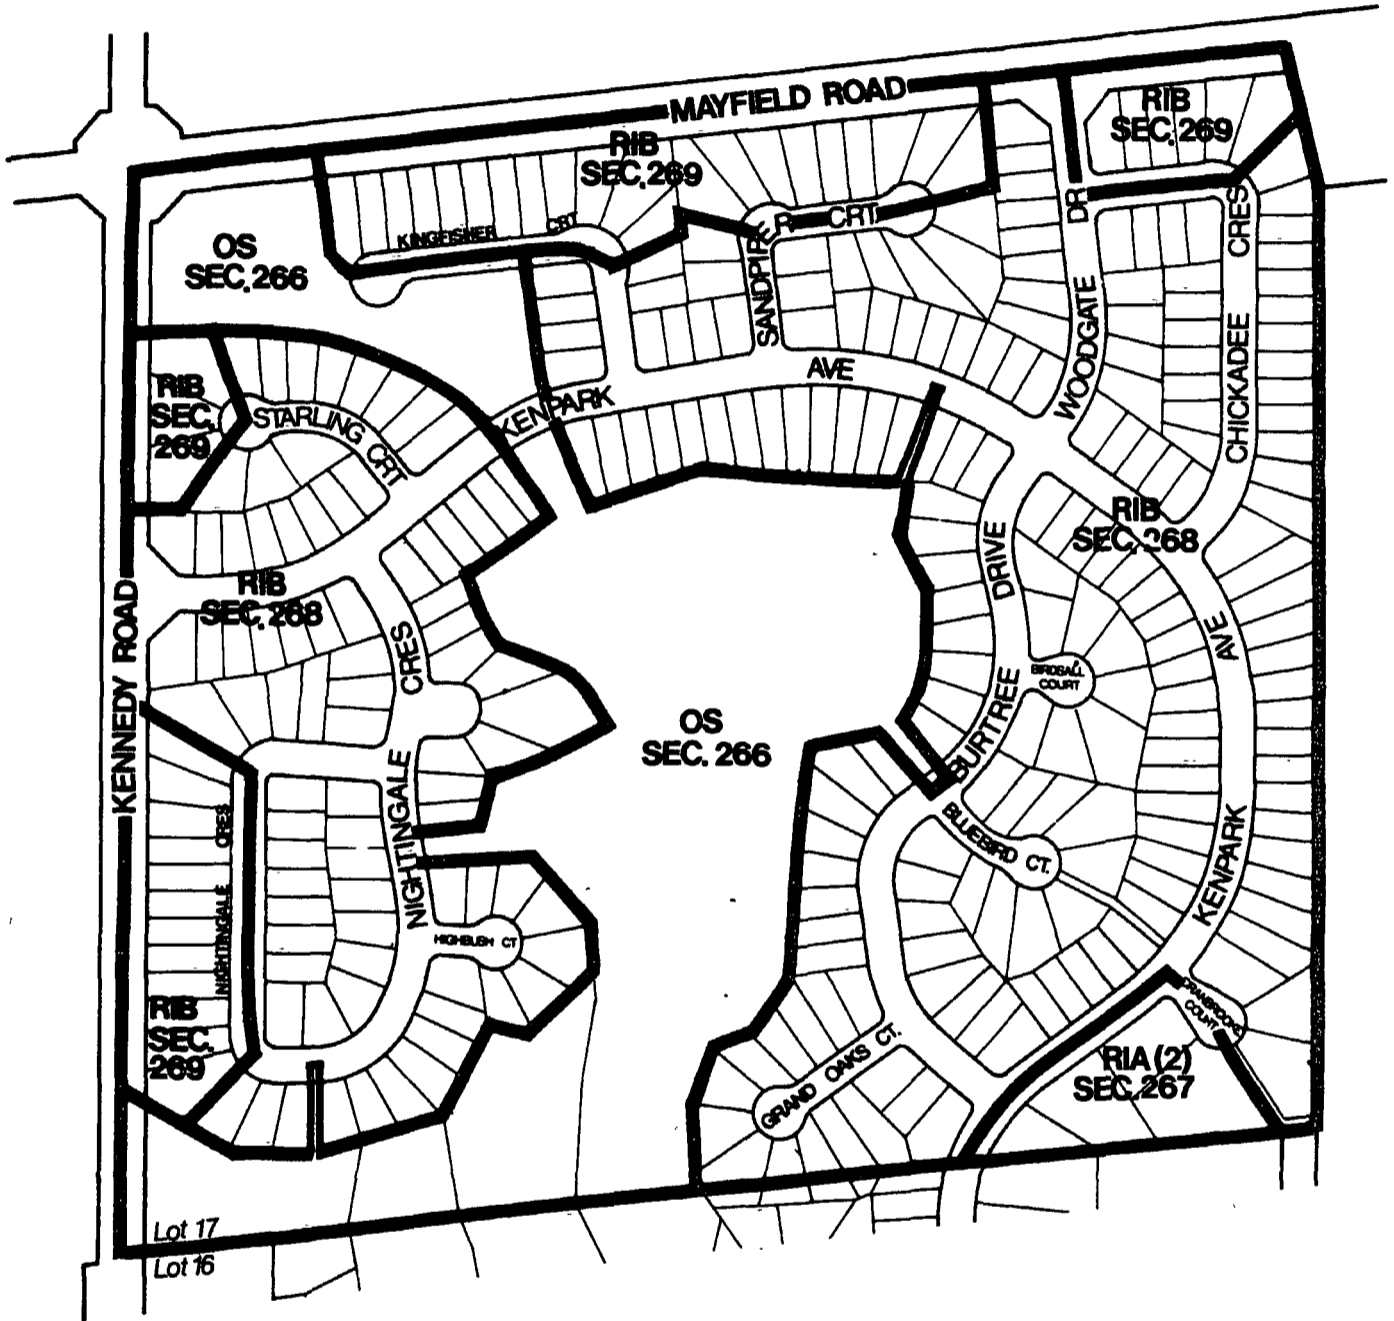 MAYFIELD ROAD
RIB
SEC. 269
RIB
SEC. 269
OS
SEC. 266
KINGFISHER CRT
SANDPIPER CRT
WOODGATE DR
CHICKADEE CRES
RIB
SEC.
269
STARLING CRT
KENPARK AVE
RIB
SEC. 268
RIB
SEC. 268
KENNEDY ROAD
NIGHTINGALE CRES
BURTREE DRIVE
BIRDSALL
COURT
KENPARK AVE
OS
SEC. 266
NIGHTINGALE CRES
BLUEBIRD CT.
HIGHBUSH CT
RIB
SEC.
269
GRAND OAKS CT.
CRANBROOKE
COURT
RIA (2)
SEC. 267
Lot 17
Lot 16